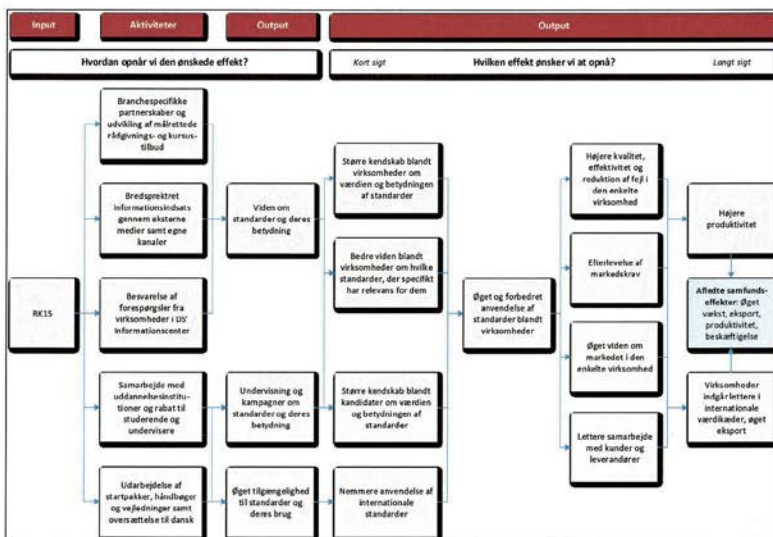 Input
Aktiviteter
Output
Output
Hvordan opnår vi den ønskede effekt?
Kort sigt
Hvilken effekt ønsker vi at opnå?
Langt sigt
Branchespecifikke
partnerskaber og
udvikling af målrettede
rådgivnings- og kursus-
tilbud
Bredspektret
informationsindsats
gennem eksterne
medier samt egne
kanaler
Besvarelse af
forespørgsler fra
virksomheder i DS'
Informationscenter
RK15
Samarbejde med
uddannelsesinstitu-
tioner og rabat til
studerende og
undervisere
Udarbejdelse af
startpakker, håndbøger
og vejledninger samt
oversættelse til dansk
Viden om
standarder og deres
betydning
Undervisning og
kampagner om
standarder og deres
betydning
Øget tilgængelighed
til standarder og
deres brug
Større kendskab blandt
virksomheder om
værdien og betydningen
af standarder
Bedre viden blandt
virksomheder om hvilke
standarder, der specifikt
har relevans for dem
Større kendskab blandt
kandidater om værdien
og betydningen af
standarder
Nemmere anvendelse af
internationale
standarder
Øget og forbedret
anvendelse af
standarder blandt
virksomheder
Højere kvalitet,
effektivitet og
reduktion af fejl i
den enkelte
virksomhed
Efterlevelse af
markedskrav
Øget viden om
markedet i den
enkelte virksomhed
Lettere samarbejde
med kunder og
leverandører
Højere
produktivitet
Afledte samfunds-
effekter: Øget
vækst, eksport,
produktivitet,
beskæftigelse
Virksomheder
indgår lettere i
internationale
værdikæder, øget
eksport